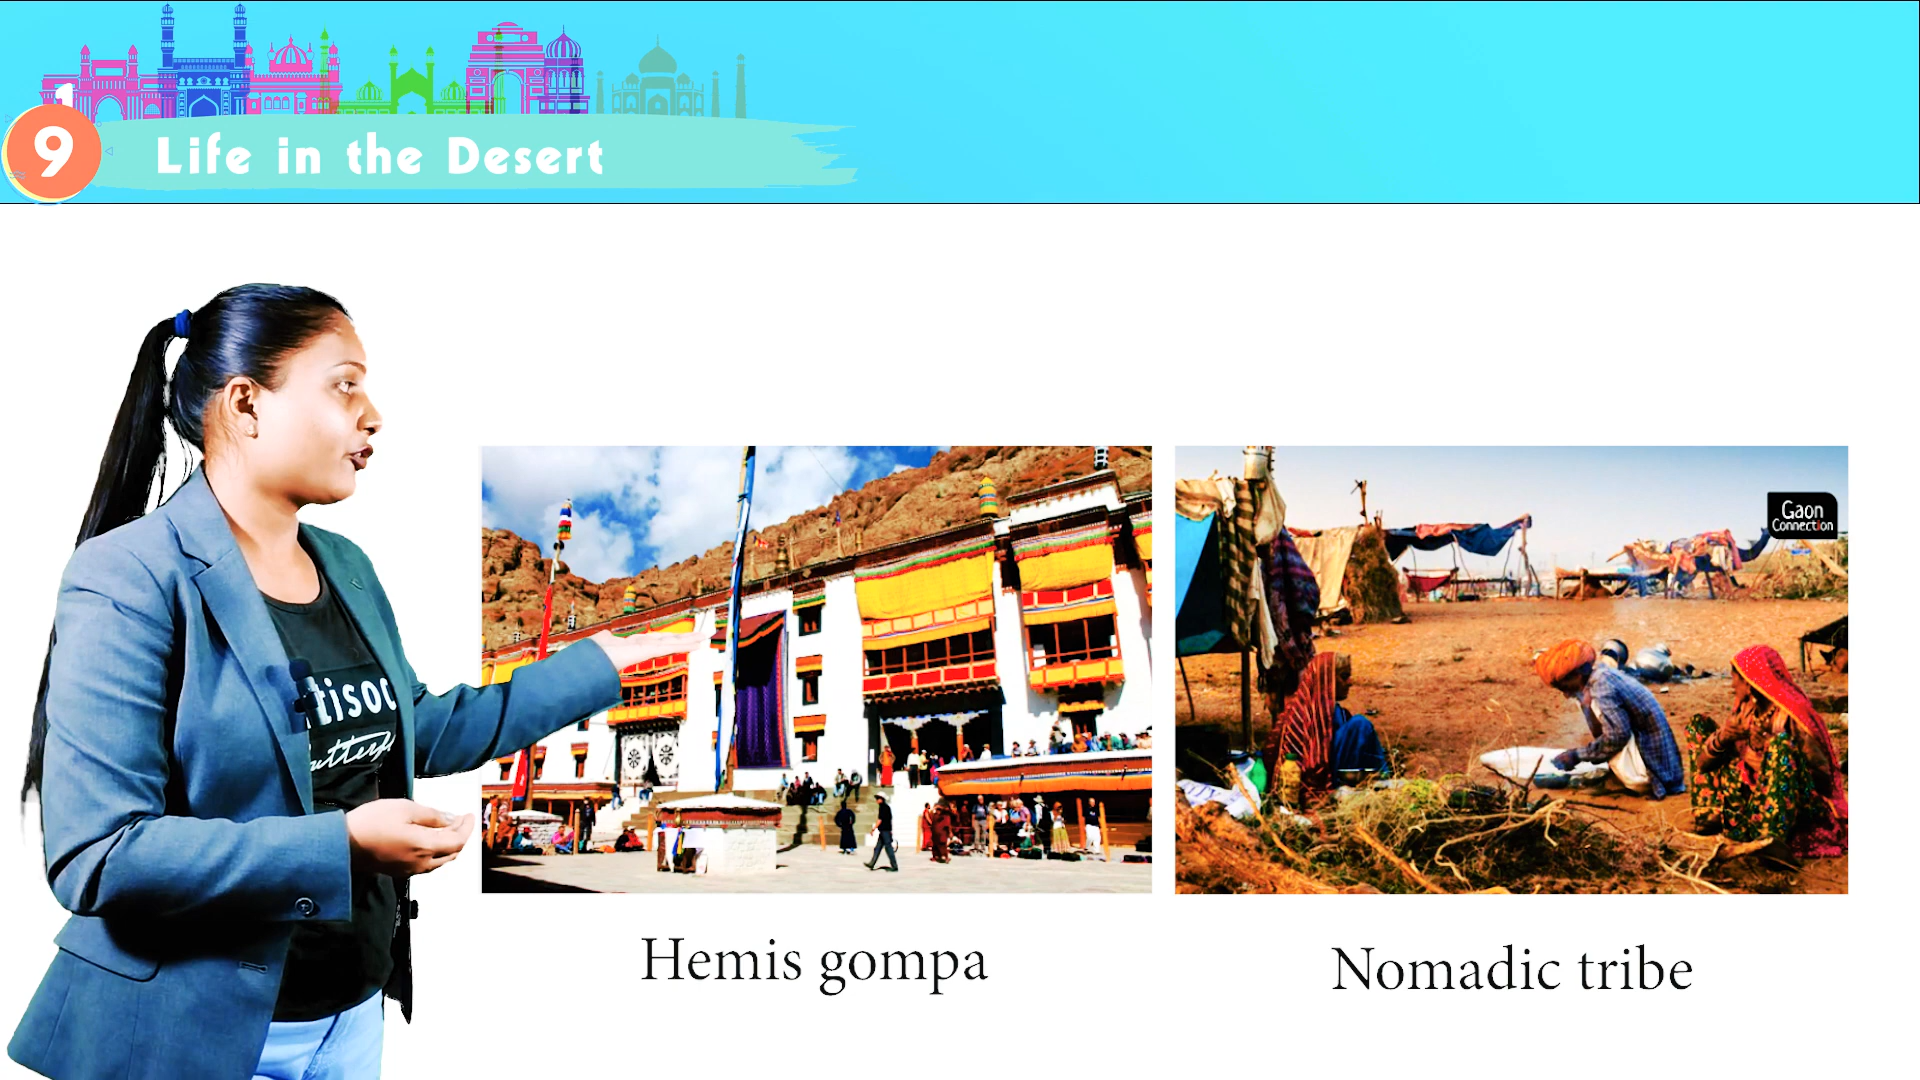 9
Life in the Desert
Gaon
Connection
Hemis gompa
Nomadic tribe